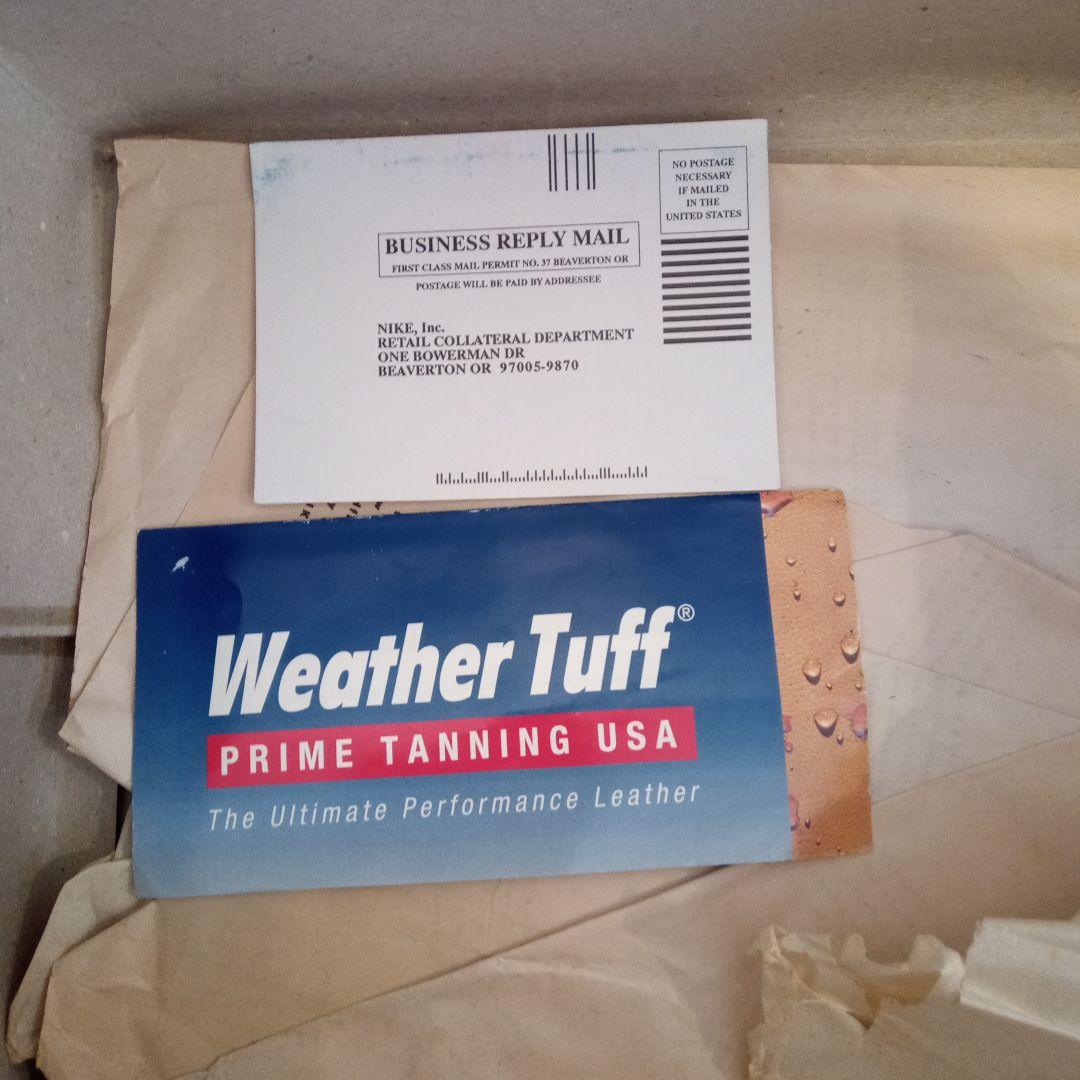 NO POSTAGE
NECESSARY
IF MAILED
IN THE
UNITED STATES
BUSINESS REPLY MAIL
FIRST CLASS MAIL PERMIT NO. 37 BEAVERTON OR
POSTAGE WILL BE PAID BY ADDRESSEE
NIKE, Inc.
RETAIL COLLATERAL DEPARTMENT
ONE BOWERMAN DR
BEAVERTON OR 97005-9870
Weather Tuff®
PRIME TANNING USA
The Ultimate Performance Leather